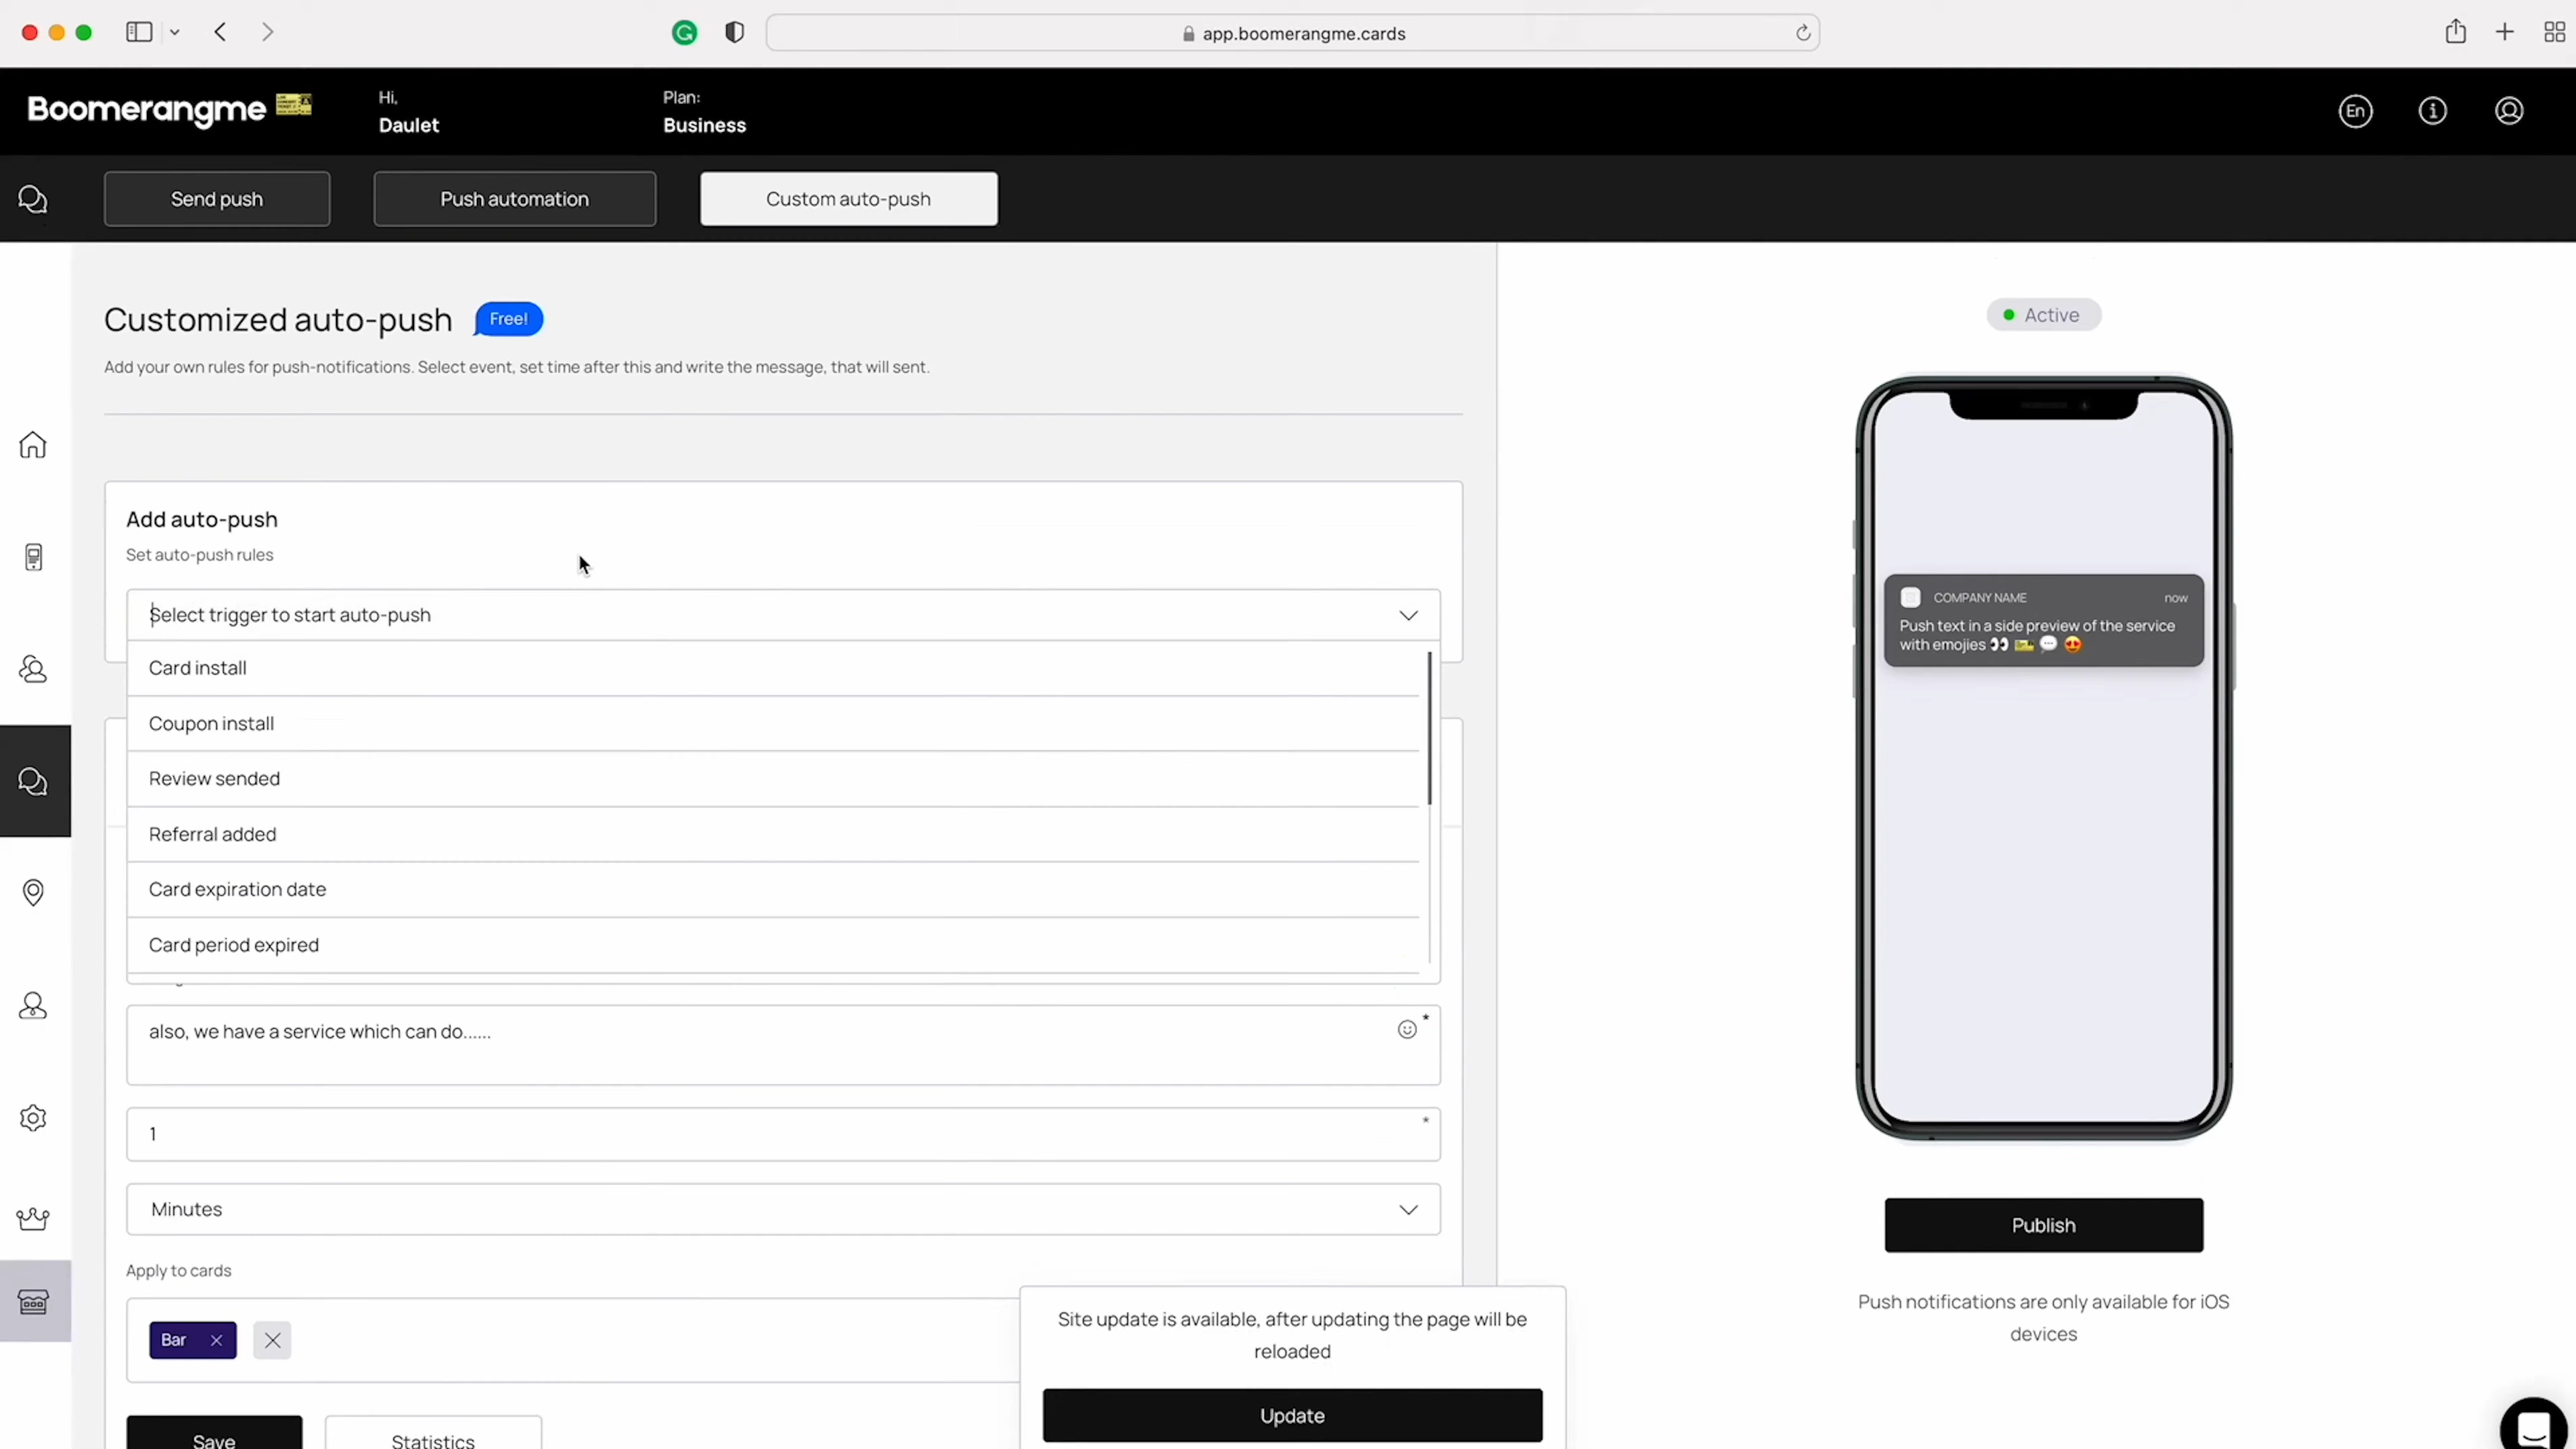 app.boomerangme.cards
Boomerangme
Hi,
Daulet
Plan:
Business
En
Send push
Push automation
Custom auto-push
Customized auto-push
Free!
Add your own rules for push-notifications. Select event, set time after this and write the message, that will sent.
Active
Add auto-push
Set auto-push rules
Select trigger to start auto-push
Card install
Coupon install
Review sended
Referral added
Card expiration date
Card period expired
also, we have a service which can do......
*
1
*
Minutes
Apply to cards
Bar
Save
Statistics
COMPANY NAME
now
Push text in a side preview of the service
with emojies 👀 🎫 💬 😍
Publish
Push notifications are only available for iOS
devices
Site update is available, after updating the page will be
reloaded
Update